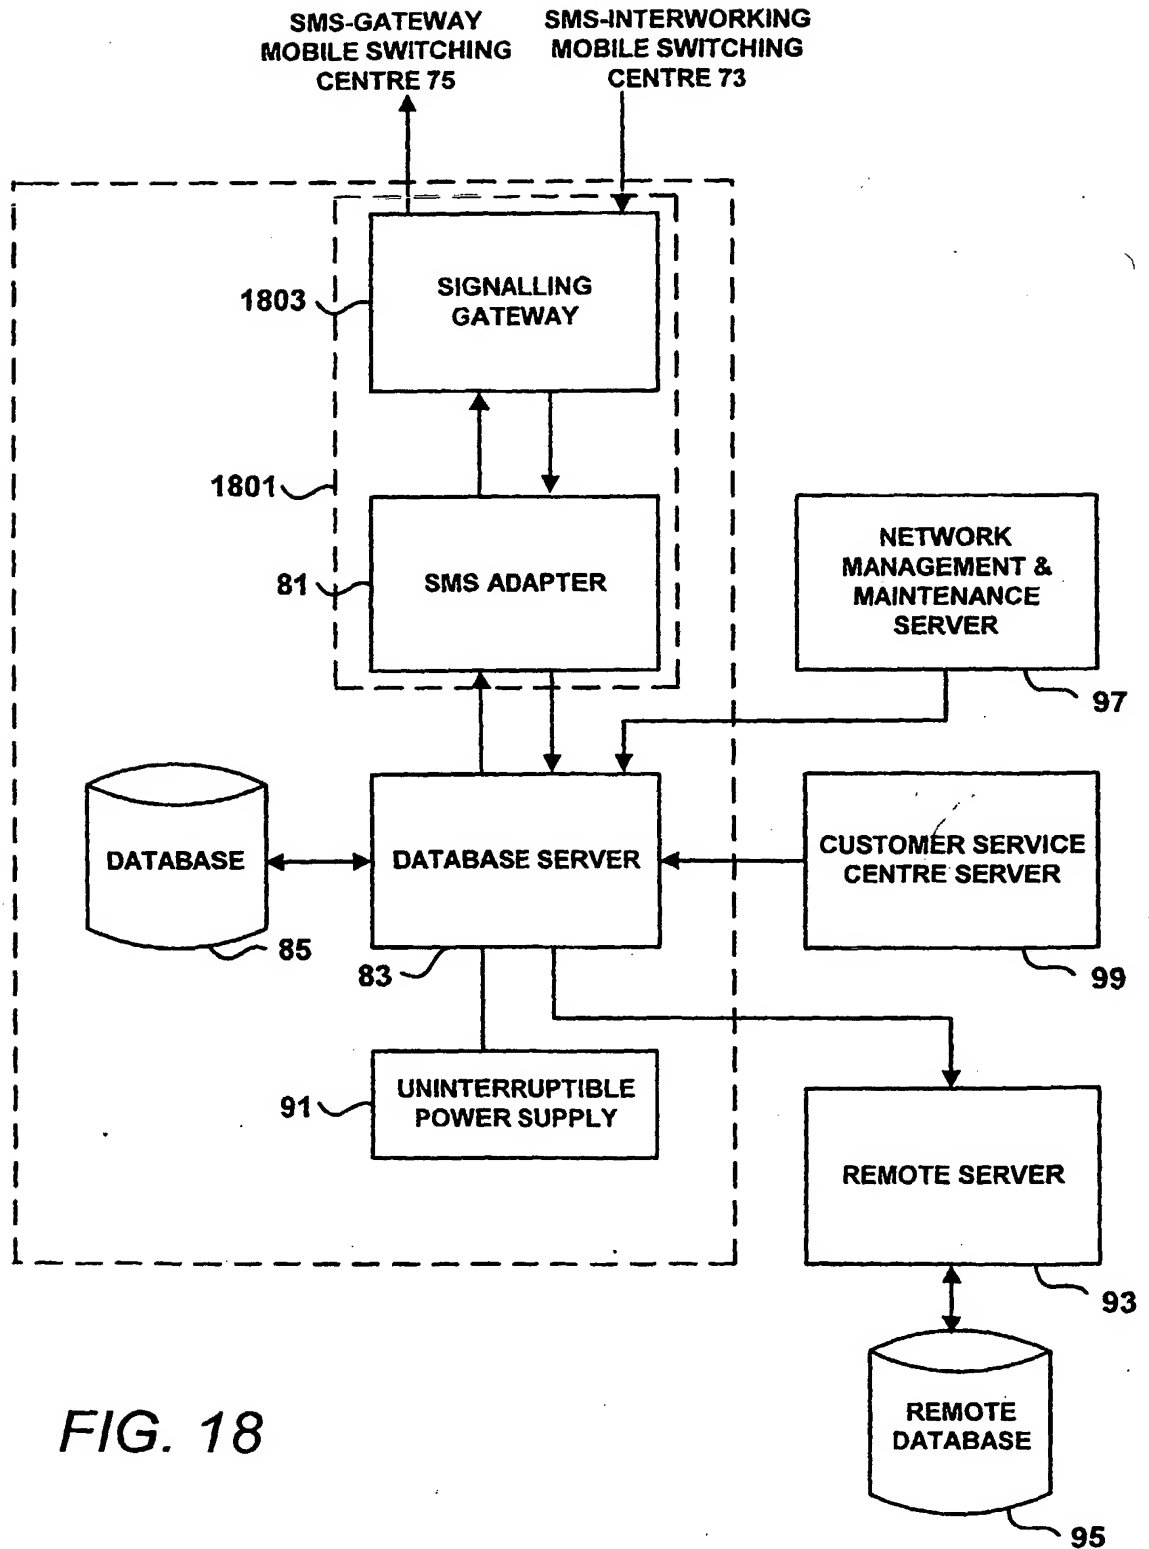 SMS-GATEWAY
MOBILE SWITCHING
CENTRE 75
SMS-INTERWORKING
MOBILE SWITCHING
CENTRE 73
SIGNALLING
GATEWAY
1803
1801
SMS ADAPTER
81
NETWORK
MANAGEMENT &
MAINTENANCE
SERVER
97
DATABASE
85
DATABASE SERVER
83
CUSTOMER SERVICE
CENTRE SERVER
99
UNINTERRUPTIBLE
POWER SUPPLY
91
REMOTE SERVER
93
REMOTE
DATABASE
95
FIG. 18